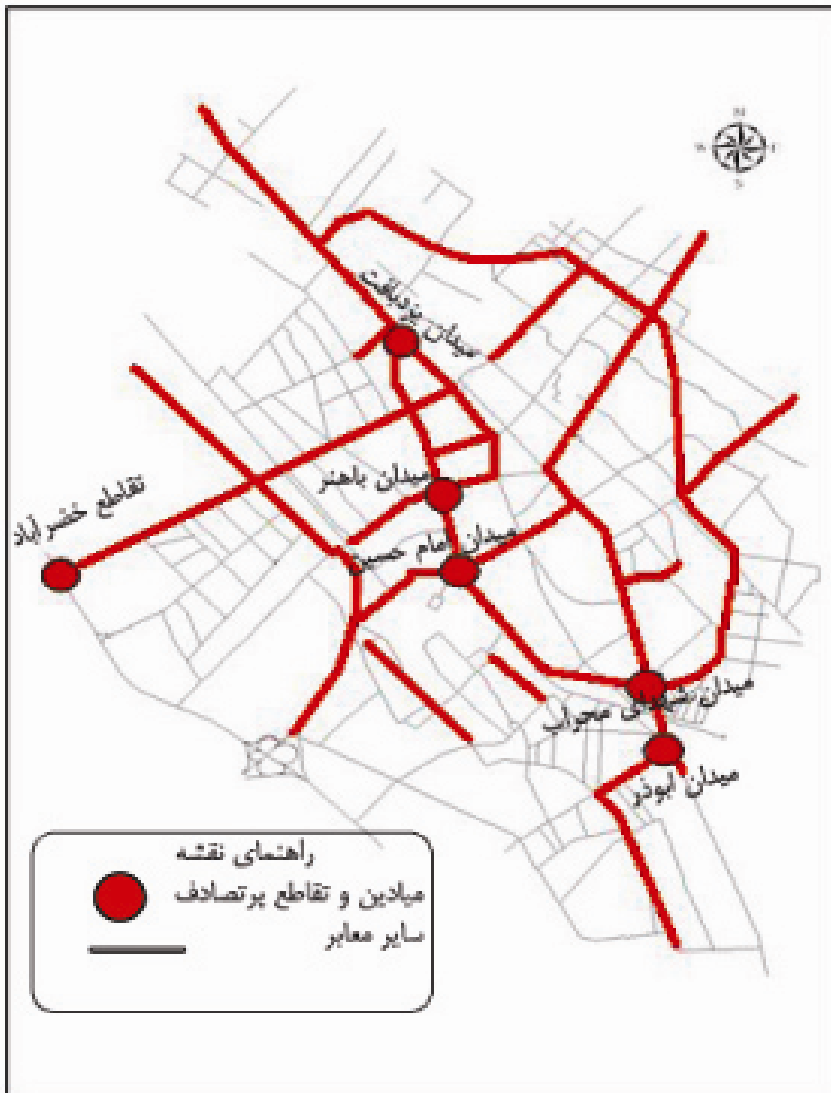 N
W
E
S
میدان یزدباف
میدان باهنر
تقاطع خضرآباد
میدان امام حسین
میدان شهدای محراب
میدان ابوذر
راهنمای نقشه
میادین و تقاطع پرتصادف
سایر معابر